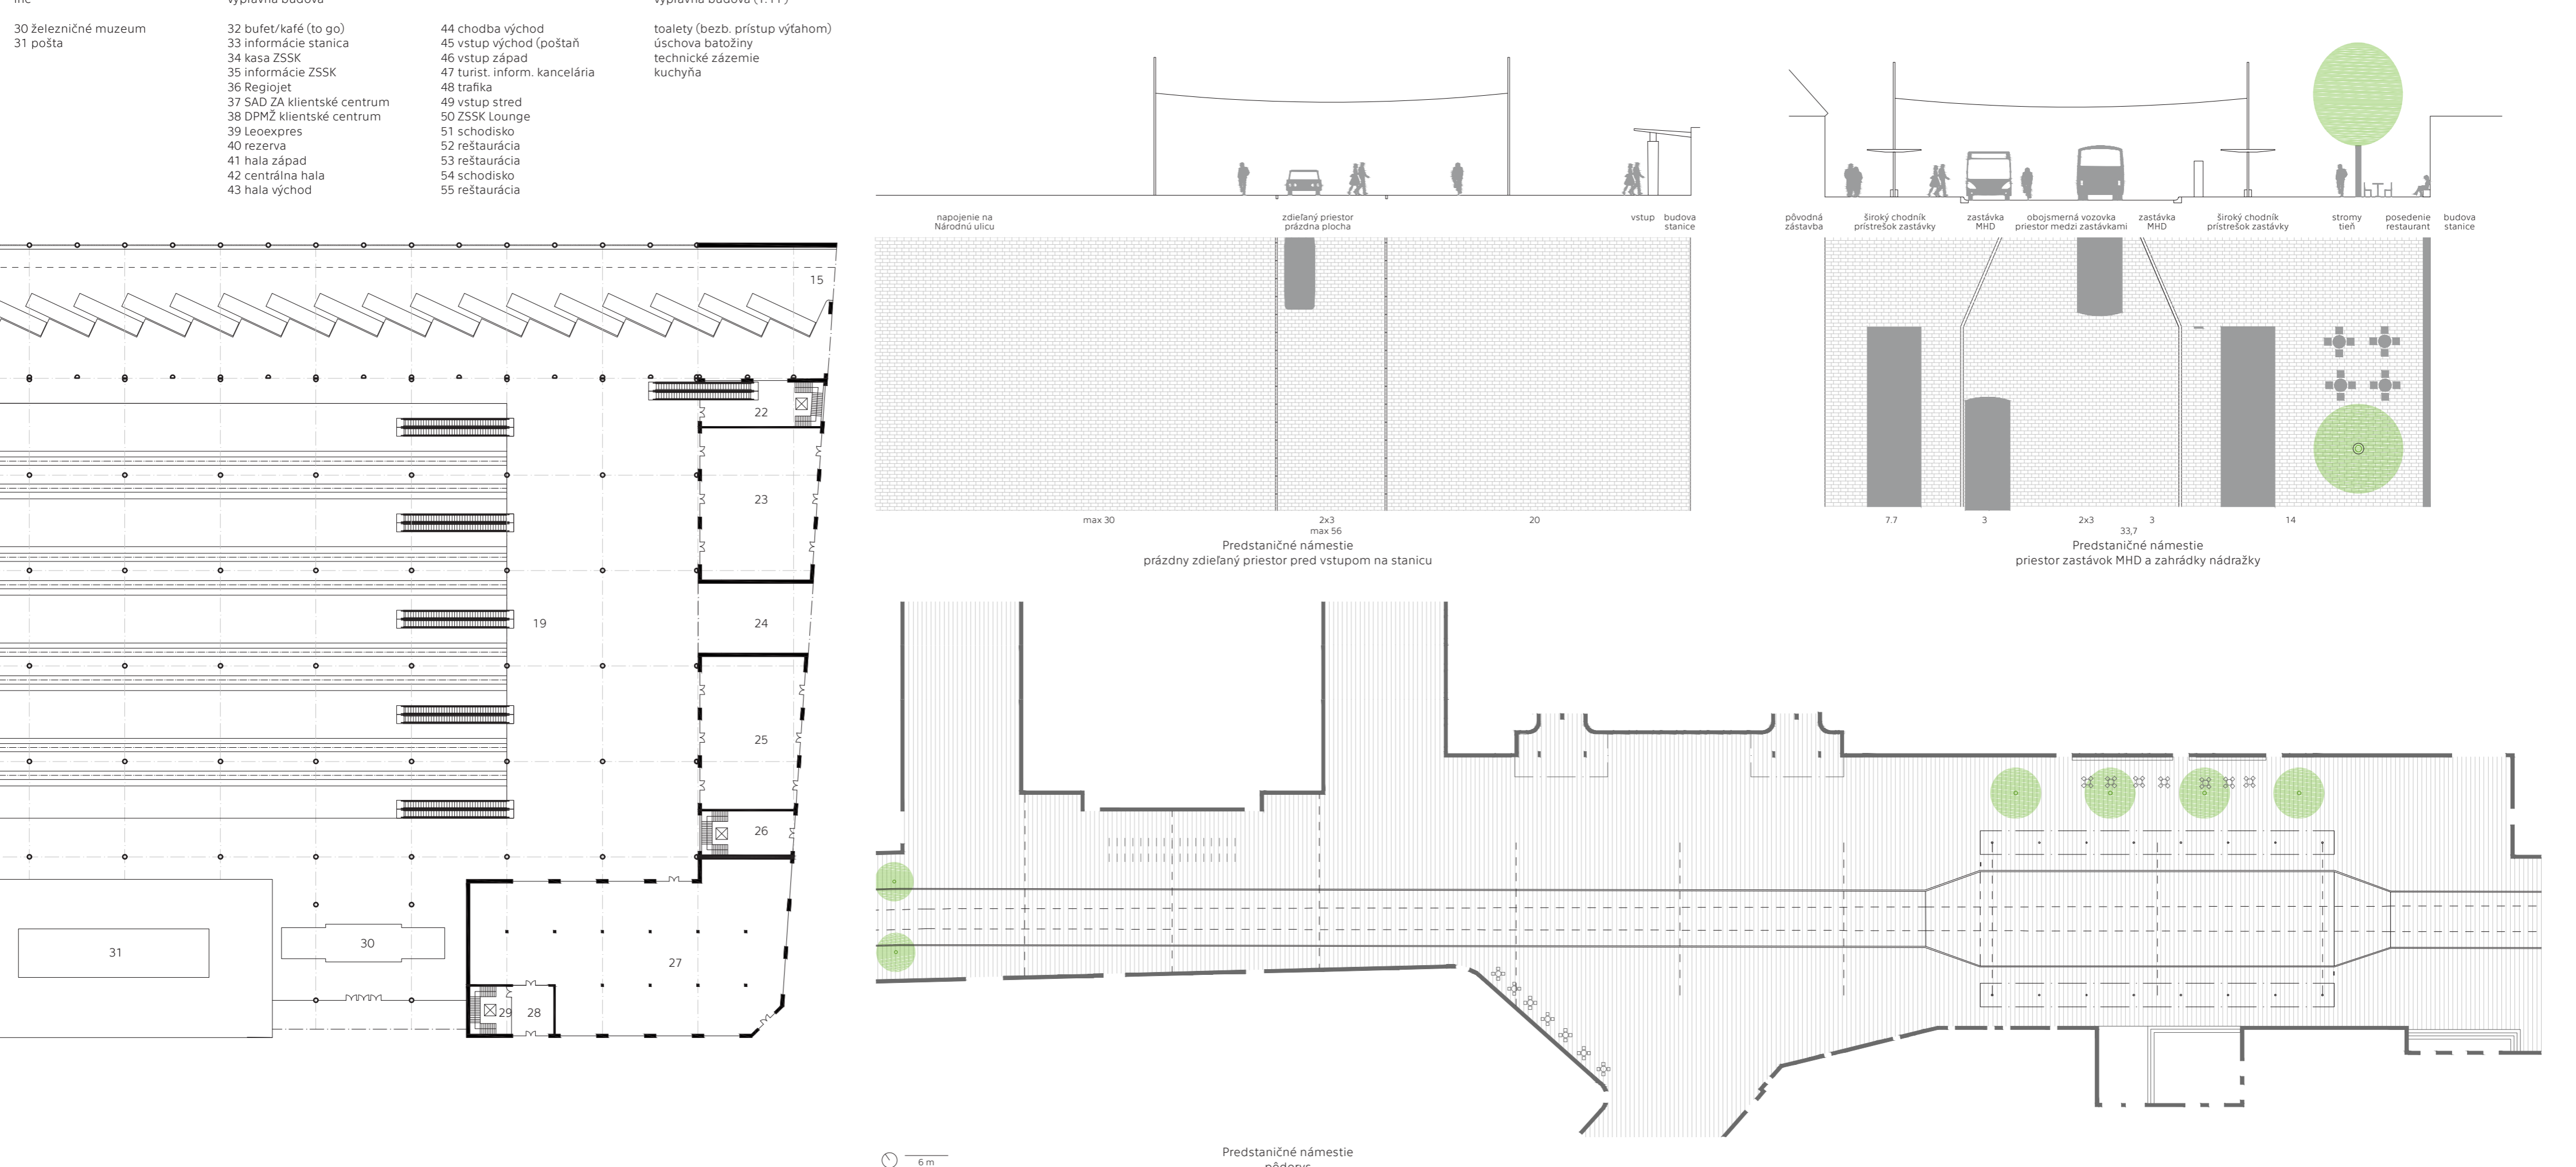 iné
výpravná budova
výpravná budova (1. PP)
30 železničné muzeum
31 pošta
32 bufet/kafé (to go)
33 informácie stanica
34 kasa ZSSK
35 informácie ZSSK
36 Regiojet
37 SAD ZA klientské centrum
38 DPMŽ klientské centrum
39 Leoexpres
40 rezerva
41 hala západ
42 centrálna hala
43 hala východ
44 chodba východ
45 vstup východ (poštaň
46 vstup západ
47 turist. inform. kancelária
48 trafika
49 vstup stred
50 ZSSK Lounge
51 schodisko
52 reštaurácia
53 reštaurácia
54 schodisko
55 reštaurácia
toalety (bezb. prístup výťahom)
úschova batožiny
technické zázemie
kuchyňa
15
22
23
19
24
25
26
27
28
29
30
31
napojenie na
Národnú ulicu
zdieľaný priestor
prázdna plocha
vstup
budova
stanice
max 30
2x3
20
max 56
Predstaničné námestie
prázdny zdieľaný priestor pred vstupom na stanicu
pôvodná
zástavba
široký chodník
prístrešok zastávky
zastávka
MHD
obojsmerná vozovka
priestor medzi zastávkami
zastávka
MHD
široký chodník
prístrešok zastávky
stromy
tieň
posedenie
restaurant
budova
stanice
7.7
3
2x3
3
14
33,7
Predstaničné námestie
priestor zastávok MHD a zahrádky nádražky
6 m
Predstaničné námestie
pôdorys